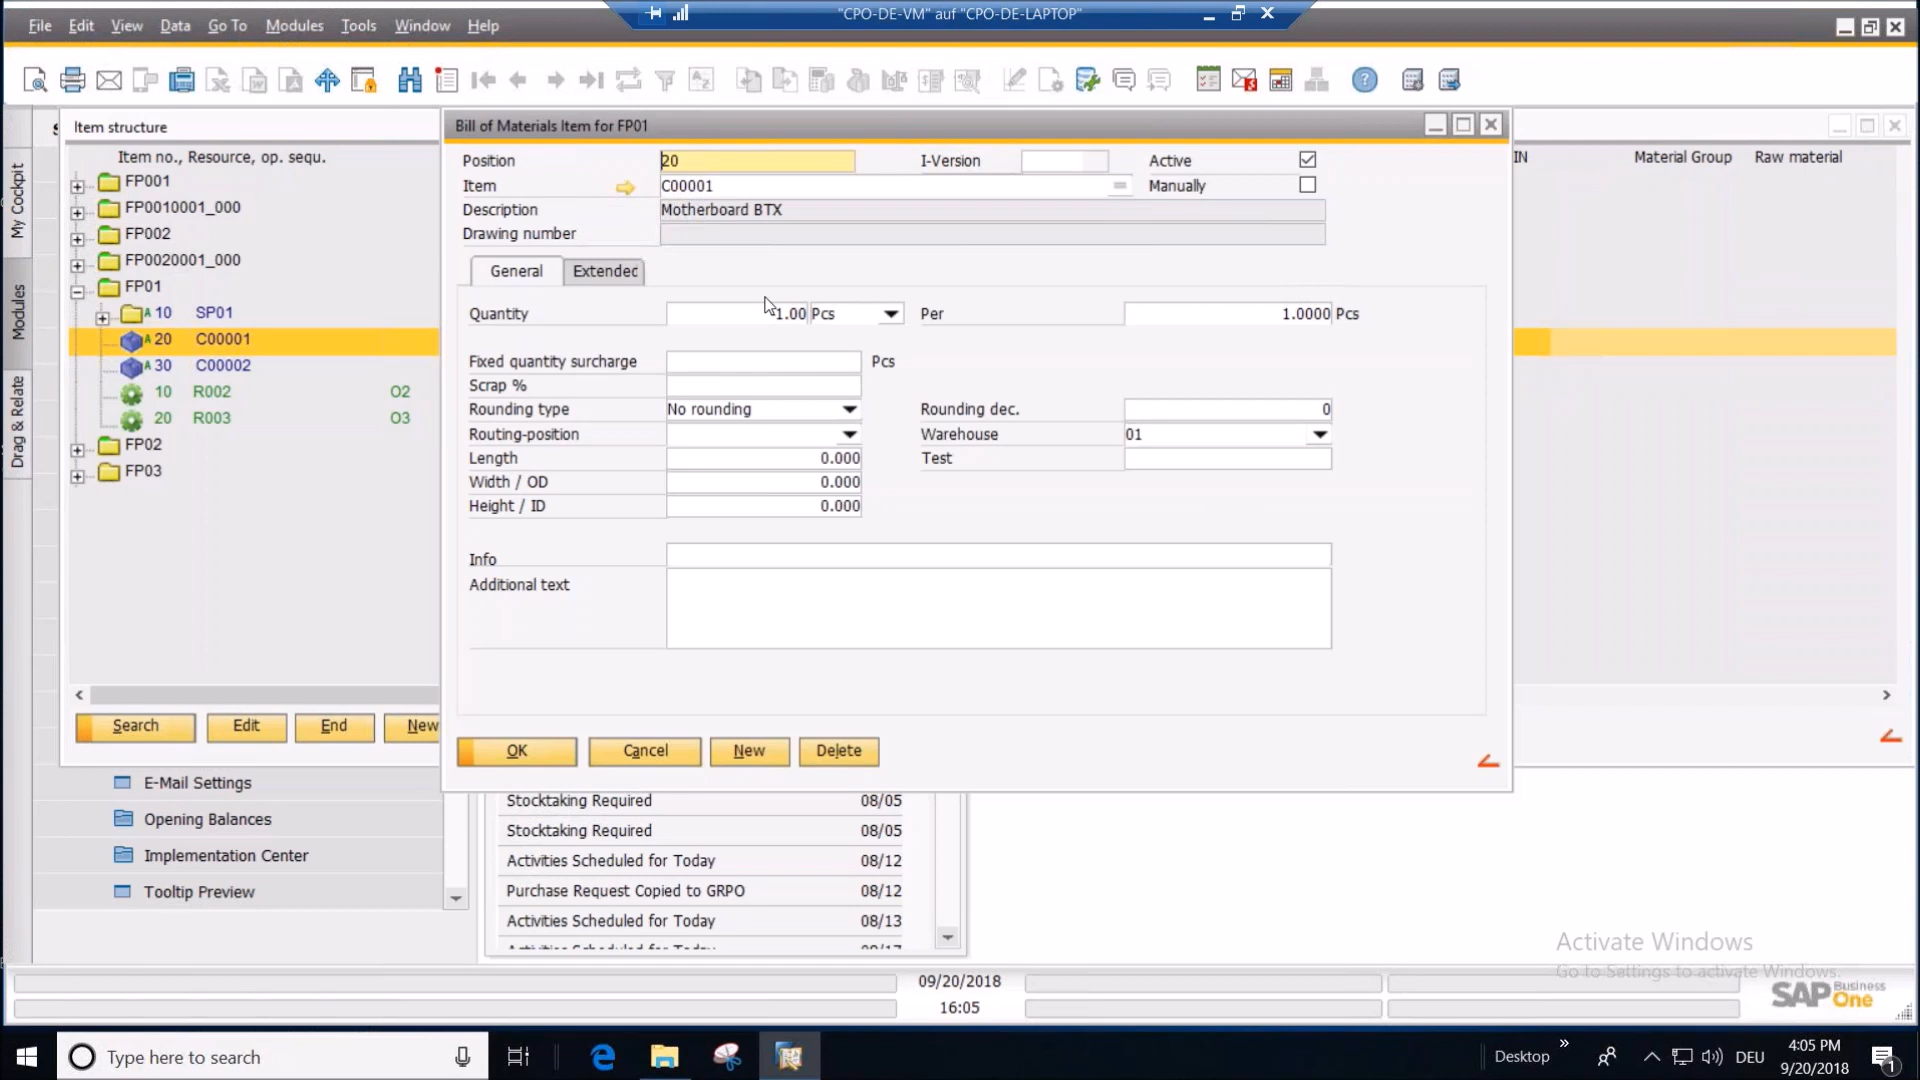 "CPO-DE-VM" auf "CPO-DE-LAPTOP"
File Edit View Data Go To Modules Tools Window Help
My Cockpit
Modules
Drag & Relate
Item structure
Item no., Resource, op. sequ.
FP001
FP0010001_000
FP002
FP0020001_000
FP01
A 10 SP01
A 20 C00001
A 30 C00002
10 R002 O2
20 R003 O3
FP02
FP03
Search Edit End New
Bill of Materials Item for FP01
Position 20 I-Version Active
Item C00001 Manually
Description Motherboard BTX
Drawing number
General Extended
Quantity 1.00 Pcs Per 1.0000 Pcs
Fixed quantity surcharge Pcs
Scrap %
Rounding type No rounding Rounding dec. 0
Routing-position Warehouse 01
Length 0.000 Test
Width / OD 0.000
Height / ID 0.000
Info
Additional text
OK Cancel New Delete
IN Material Group Raw material
E-Mail Settings
Opening Balances
Implementation Center
Tooltip Preview
Stocktaking Required 08/05
Stocktaking Required 08/05
Activities Scheduled for Today 08/12
Purchase Request Copied to GRPO 08/12
Activities Scheduled for Today 08/13
Activate Windows
Go to Settings to activate Windows.
09/20/2018
16:05
SAP Business One
Type here to search
Desktop
DEU
4:05 PM
9/20/2018
1